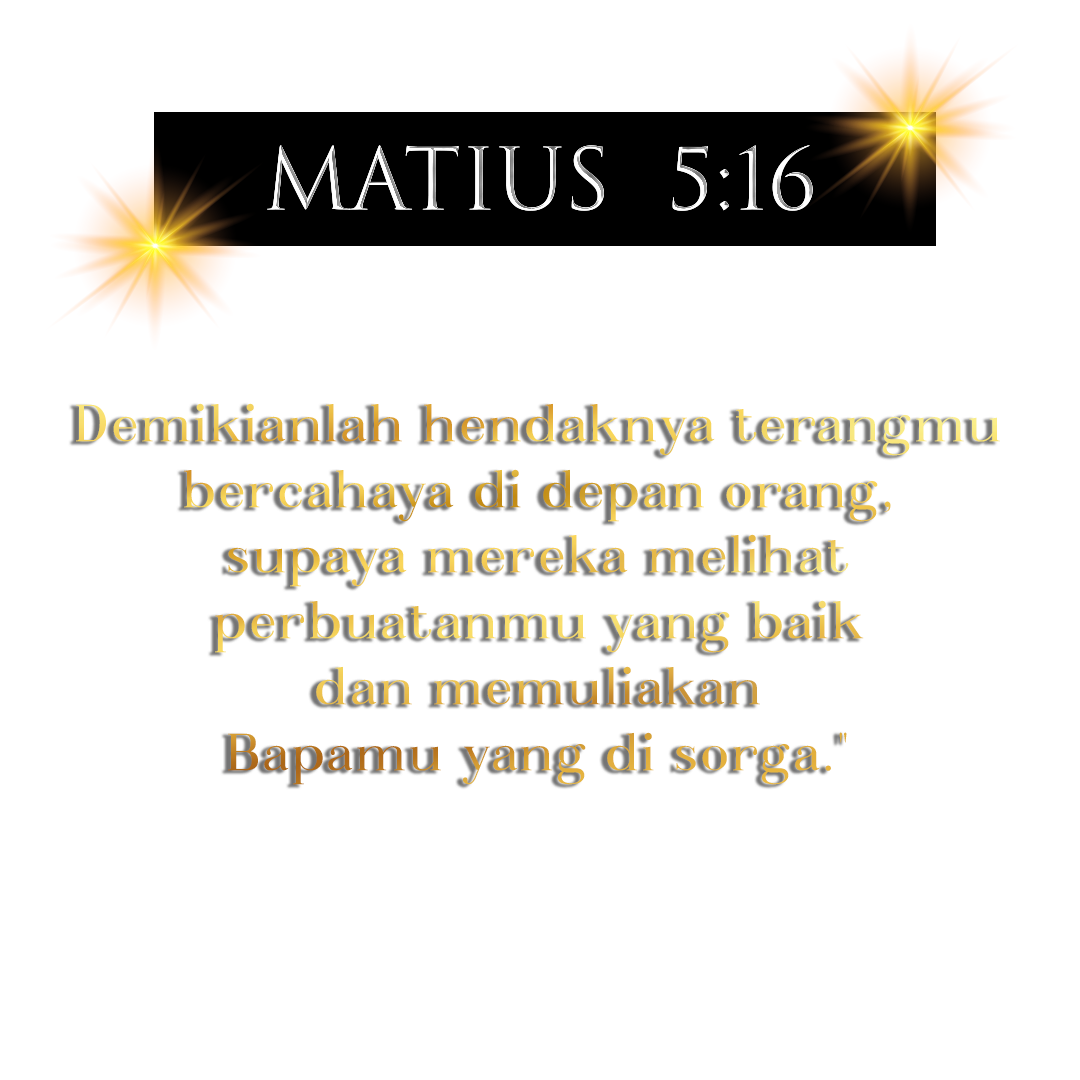 MATIUS 5:16
Demikianlah hendaknya terangmu
bercahaya di depan orang,
supaya mereka melihat
perbuatanmu yang baik
dan memuliakan
Bapamu yang di sorga."